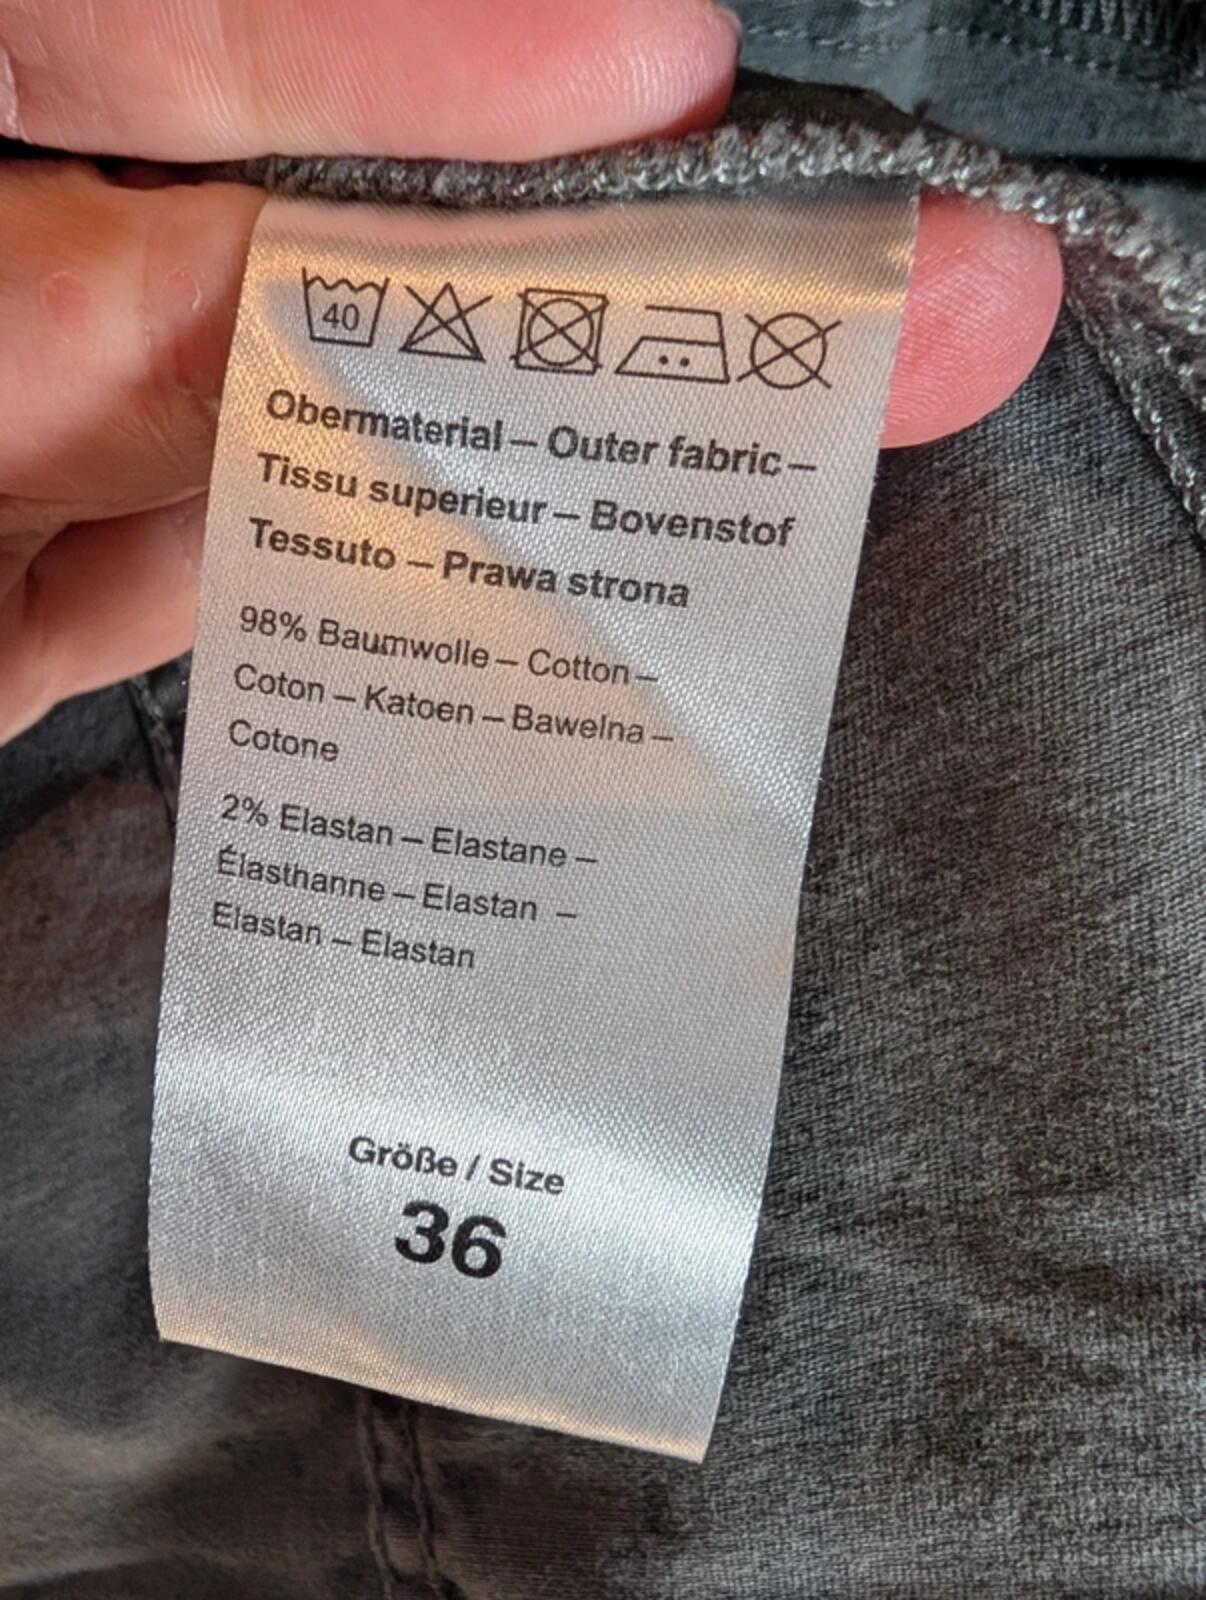 40
Obermaterial – Outer fabric –
Tissu superieur – Bovenstof
Tessuto – Prawa strona
98% Baumwolle – Cotton –
Coton – Katoen – Bawelna –
Cotone
2% Elastan – Elastane –
Élasthanne – Elastan –
Elastan – Elastan
Größe / Size
36